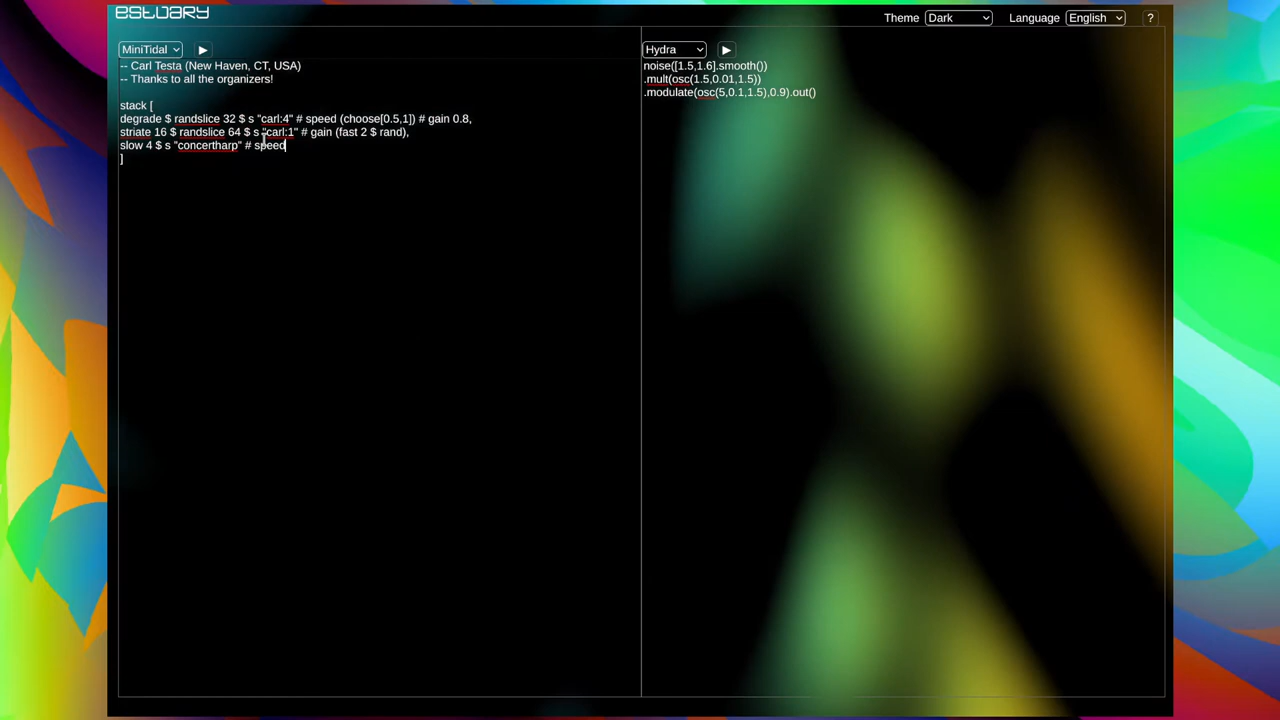 estuary
Theme Dark Language English ?
MiniTidal
-- Carl Testa (New Haven, CT, USA)
-- Thanks to all the organizers!
stack [
degrade $ randslice 32 $ s "carl:4" # speed (choose[0.5,1]) # gain 0.8,
striate 16 $ randslice 64 $ s "carl:1" # gain (fast 2 $ rand),
slow 4 $ s "concertharp" # speed
]
Hydra
noise([1.5,1.6].smooth())
.mult(osc(1.5,0.01,1.5))
.modulate(osc(5,0.1,1.5),0.9).out()